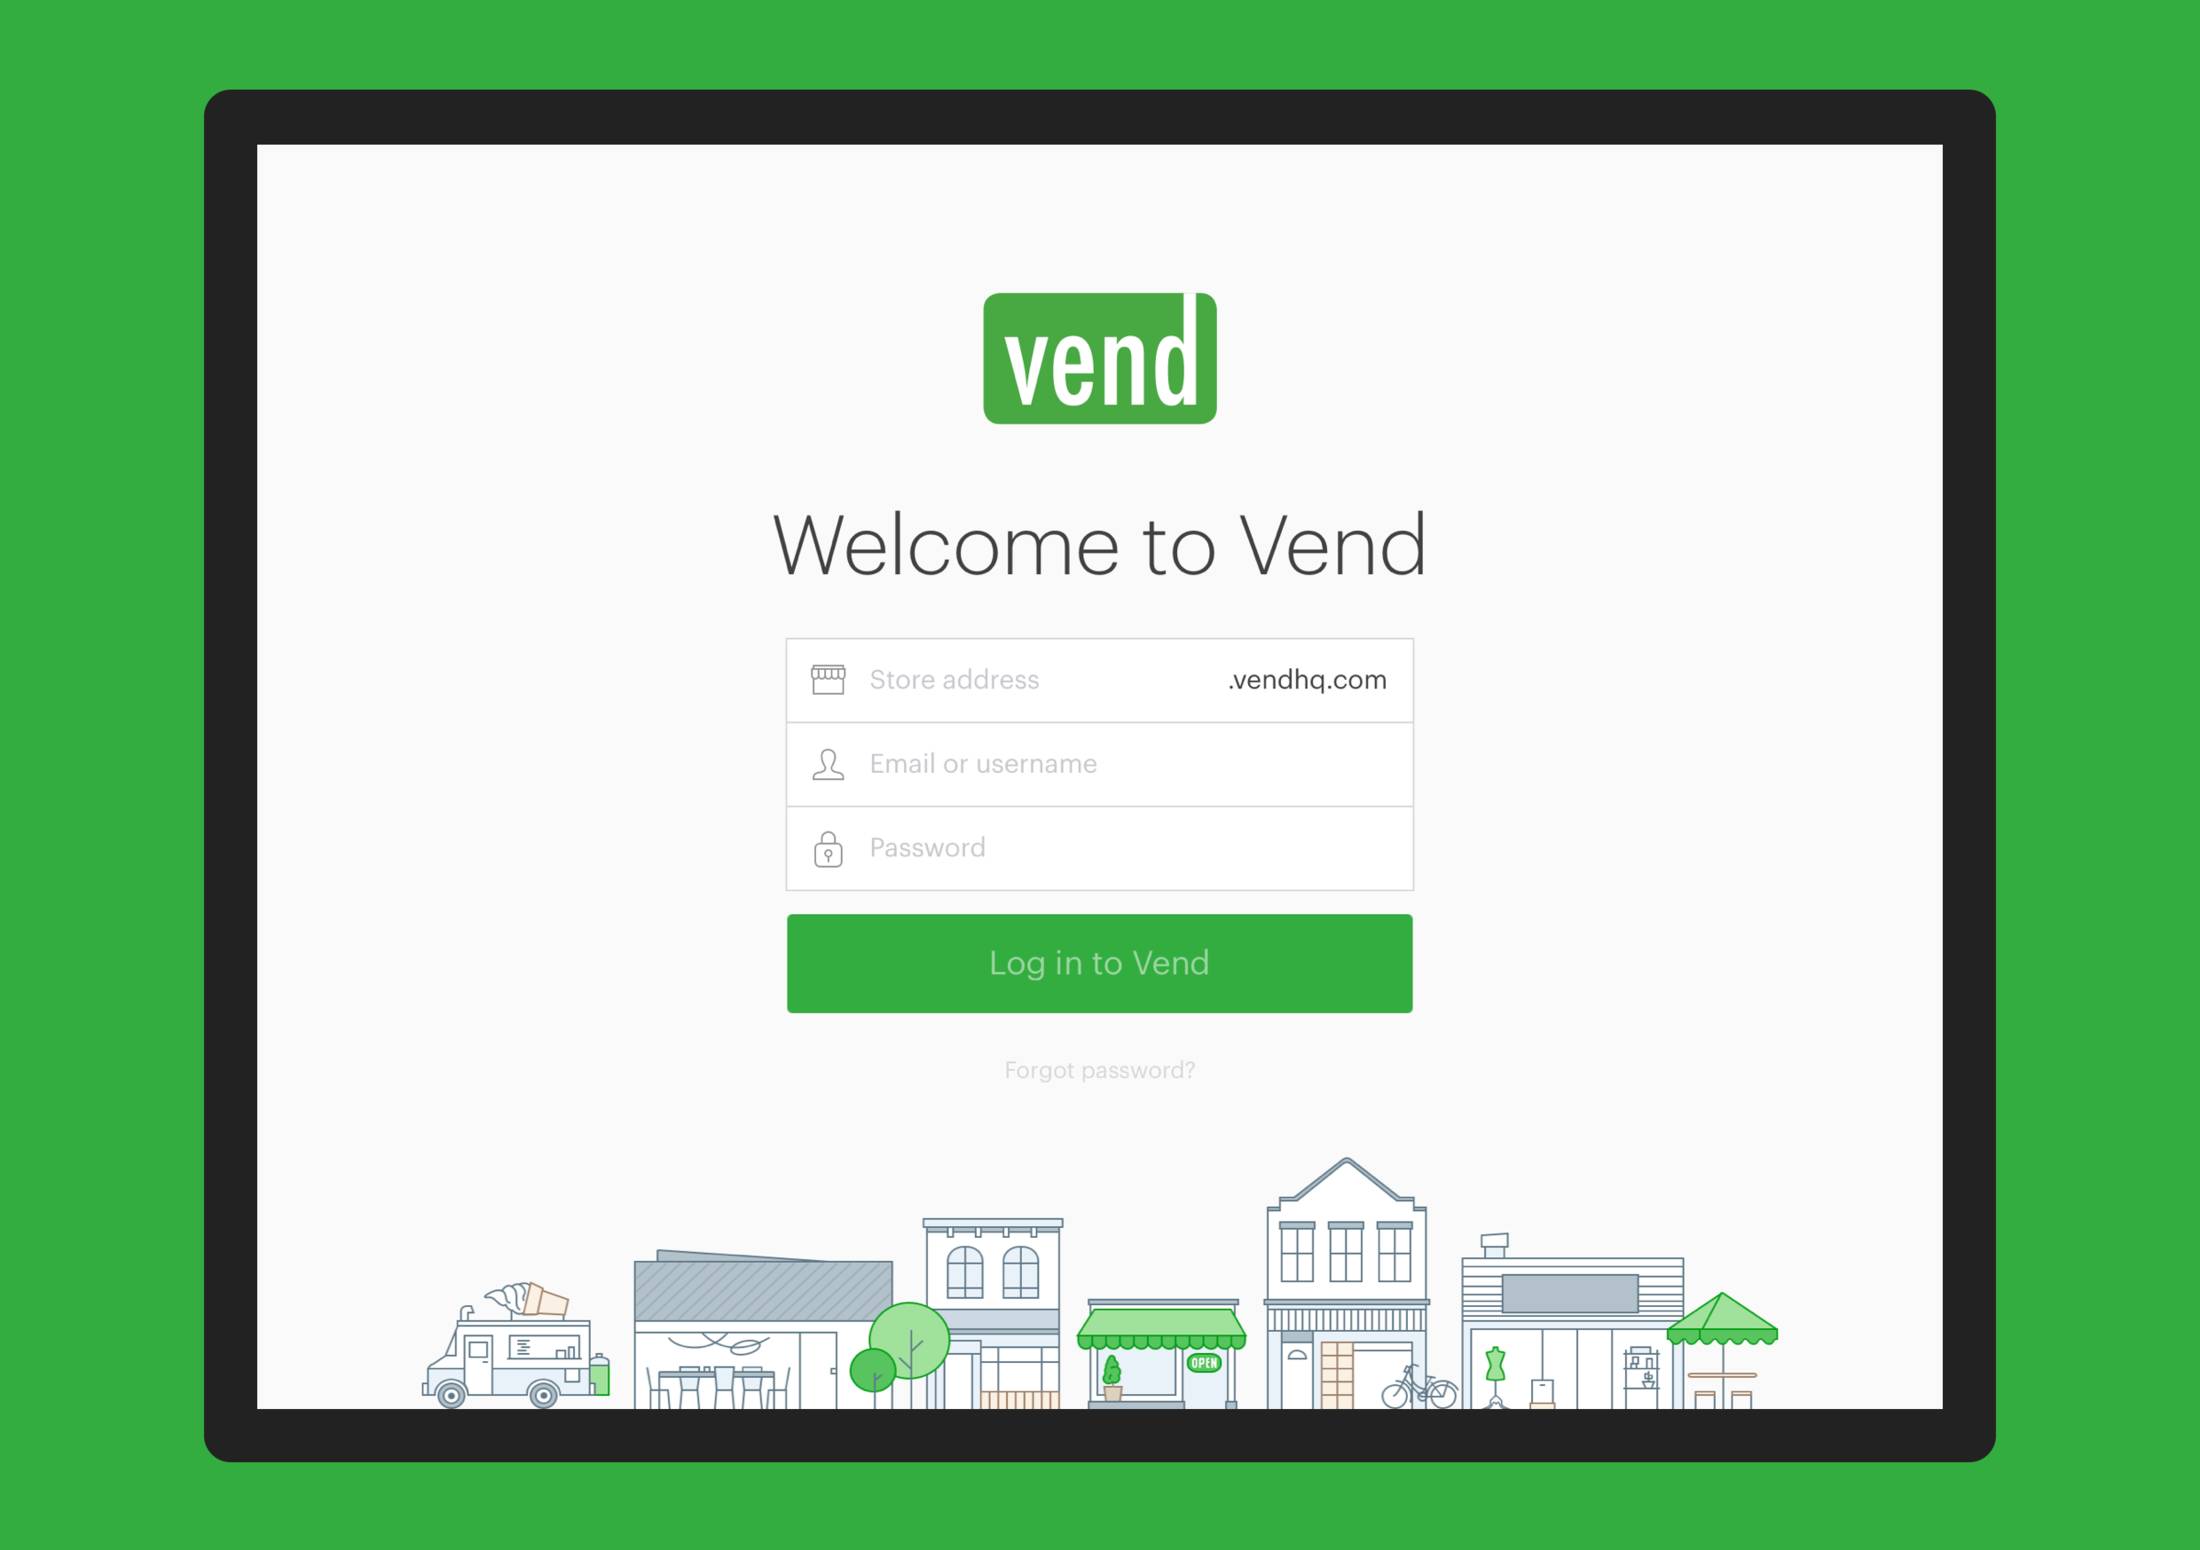 vend
Welcome to Vend
Store address .vendhq.com
Email or username
Password
Log in to Vend
Forgot password?
OPEN